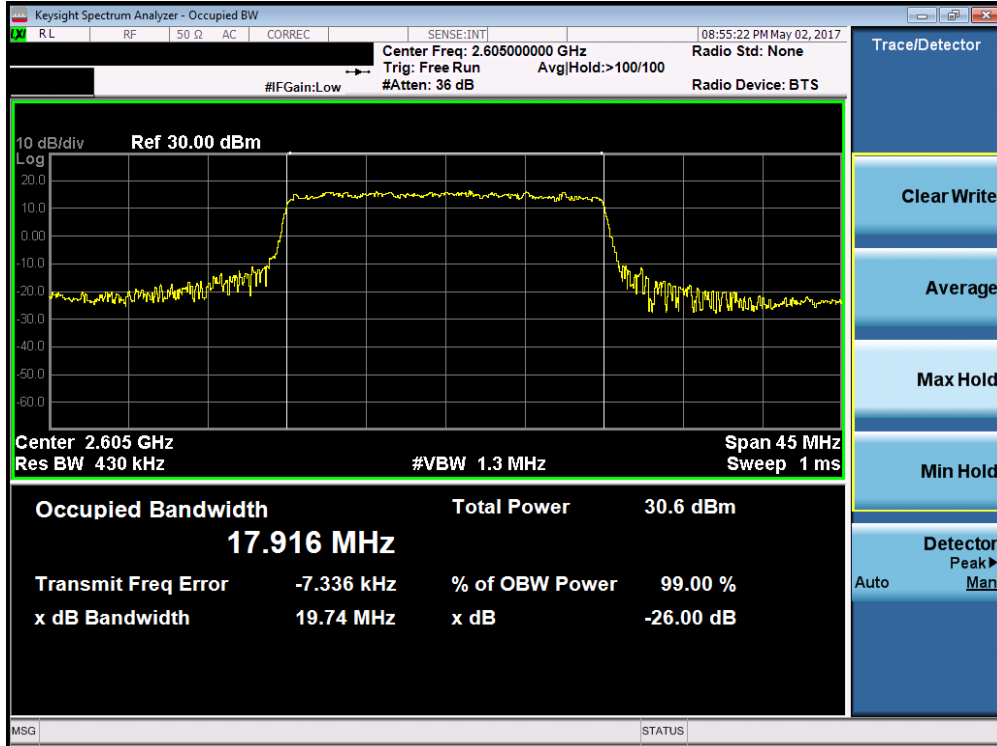 Keysight Spectrum Analyzer - Occupied BW
LXI RL RF 50 Ω AC CORREC SENSE:INT 08:55:22 PM May 02, 2017
Center Freq: 2.605000000 GHz Radio Std: None
Trig: Free Run Avg|Hold:>100/100
#IFGain:Low #Atten: 36 dB Radio Device: BTS
10 dB/div Ref 30.00 dBm
Log
20.0
10.0
0.00
-10.0
-20.0
-30.0
-40.0
-50.0
-60.0
Center 2.605 GHz Span 45 MHz
Res BW 430 kHz #VBW 1.3 MHz Sweep 1 ms
Occupied Bandwidth Total Power 30.6 dBm
17.916 MHz
Transmit Freq Error -7.336 kHz % of OBW Power 99.00 %
x dB Bandwidth 19.74 MHz x dB -26.00 dB
MSG STATUS
Trace/Detector
Clear Write
Average
Max Hold
Min Hold
Detector
Peak▶
Auto Man